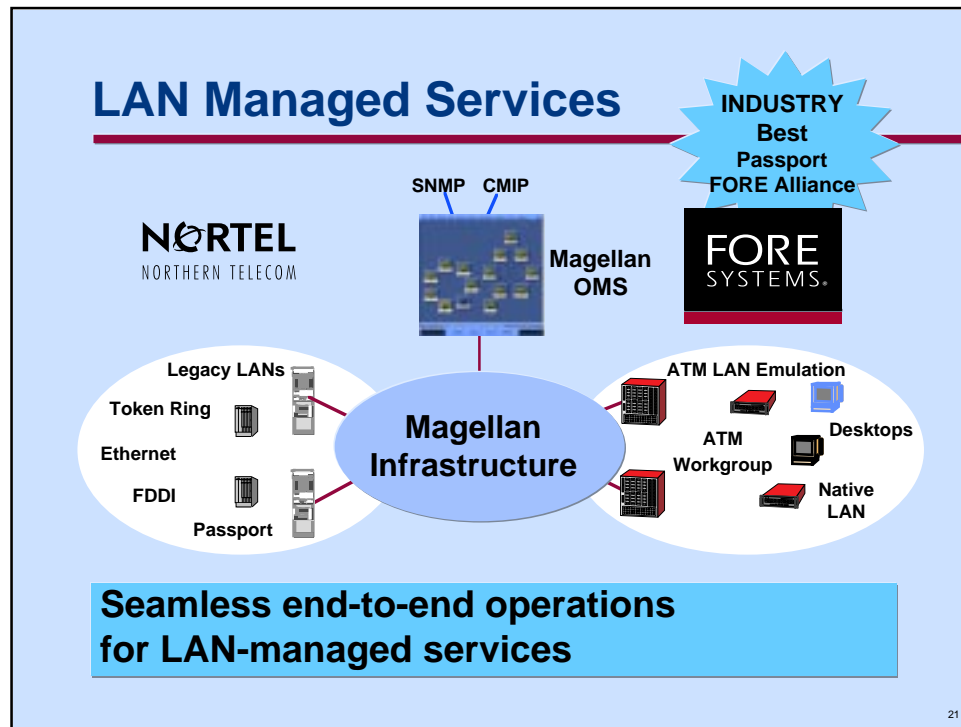 LAN Managed Services
INDUSTRY
Best
Passport
FORE Alliance
SNMP CMIP
NORTEL
NORTHERN TELECOM
Magellan
OMS
FORE
SYSTEMS®
Legacy LANs
Token Ring
Ethernet
FDDI
Passport
Magellan
Infrastructure
ATM LAN Emulation
Desktops
ATM
Workgroup
Native
LAN
Seamless end-to-end operations
for LAN-managed services
21